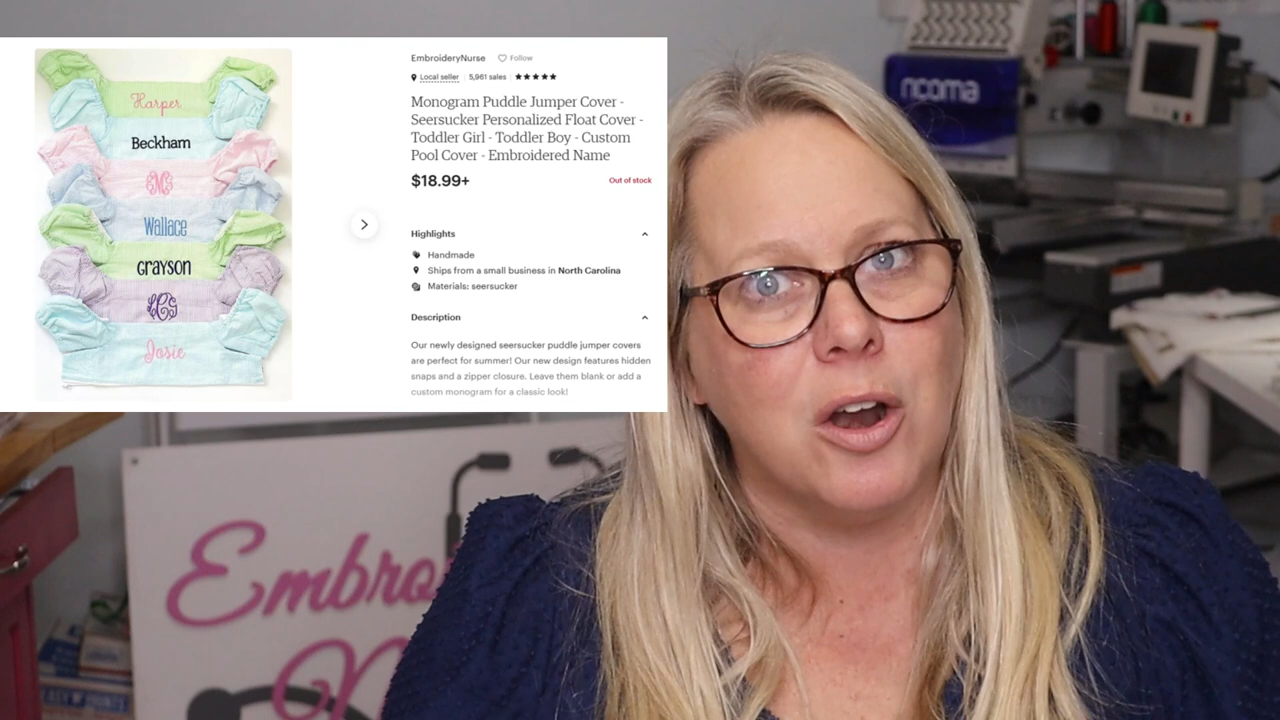 EmbroideryNurse Follow
Local seller 5,961 sales
Monogram Puddle Jumper Cover -
Seersucker Personalized Float Cover -
Toddler Girl - Toddler Boy - Custom
Pool Cover - Embroidered Name
$18.99+ Out of stock
Highlights
Handmade
Ships from a small business in North Carolina
Materials: seersucker
Description
Our newly designed seersucker puddle jumper covers
are perfect for summer! Our new design features hidden
snaps and a zipper closure. Leave them blank or add a
custom monogram for a classic look!
Harper
Beckham
Wallace
Grayson
Josie
ricoma
Embro
N